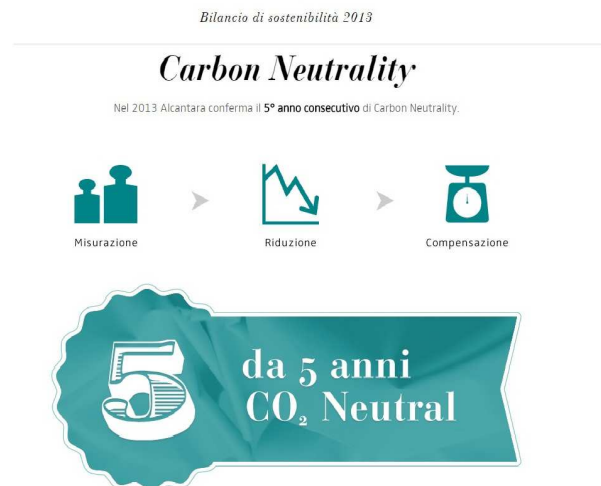 Bilancio di sostenibilità 2013
Carbon Neutrality
Nel 2013 Alcantara conferma il 5° anno consecutivo di Carbon Neutrality.
Misurazione
Riduzione
Compensazione
5
da 5 anni
CO₂ Neutral